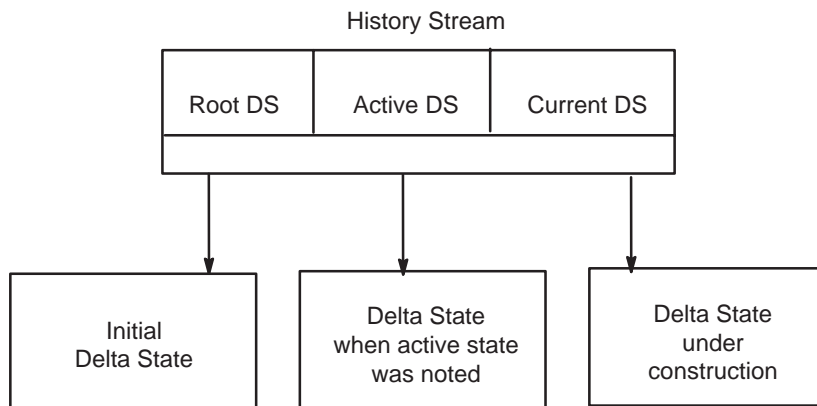 History Stream
Root DS
Active DS
Current DS
Initial
Delta State
Delta State
when active state
was noted
Delta State
under
construction